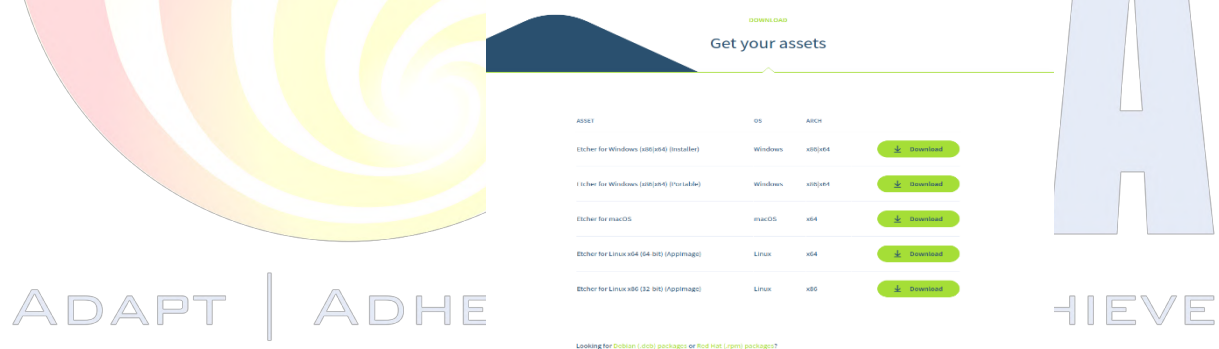 DOWNLOAD
Get your assets
ASSET OS ARCH
Etcher for Windows (x86|x64) (Installer) Windows x86|x64 Download
Etcher for Windows (x86|x64) (Portable) Windows x86|x64 Download
Etcher for macOS macOS x64 Download
Etcher for Linux x64 (64-bit) (AppImage) Linux x64 Download
Etcher for Linux x86 (32 bit) (AppImage) Linux x86 Download
ADAPT | ADHE HIEVE
Looking for Debian (.deb) packages or Red Hat (.rpm) packages?
A